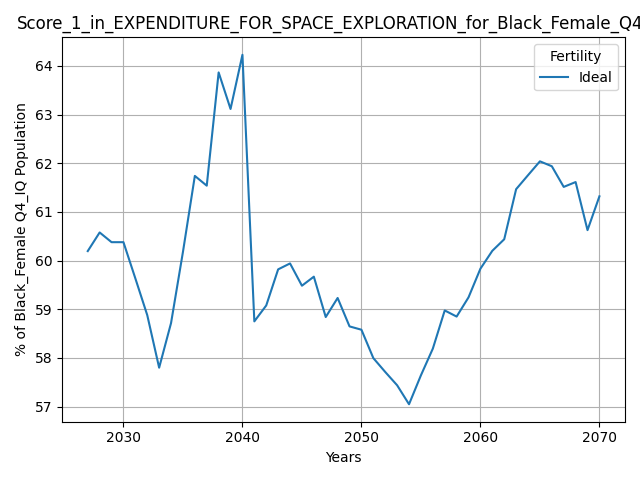 Score_1_in_EXPENDITURE_FOR_SPACE_EXPLORATION_for_Black_Female_Q4
Fertility
Ideal
64
63
62
61
60
59
58
57
% of Black_Female Q4_IQ Population
2030 2040 2050 2060 2070
Years